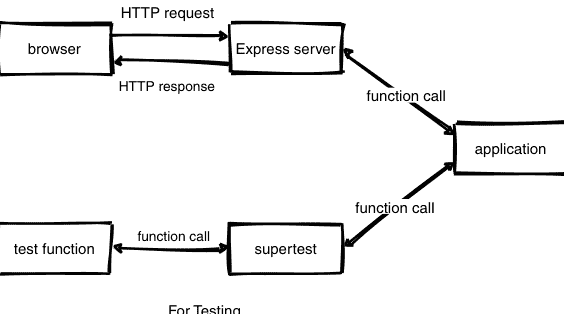 HTTP request
browser
Express server
HTTP response
function call
application
function call
test function
function call
supertest
For Testing